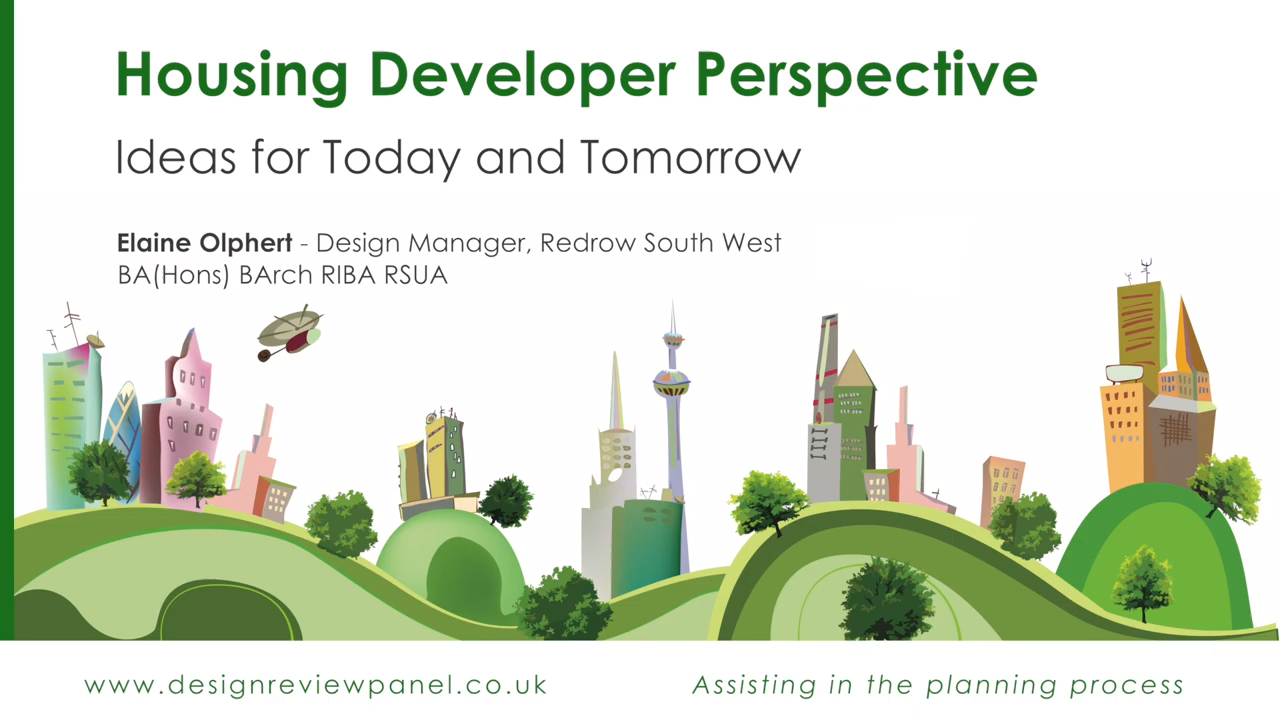 Housing Developer Perspective
Ideas for Today and Tomorrow
Elaine Olphert - Design Manager, Redrow South West
BA(Hons) BArch RIBA RSUA
www.designreviewpanel.co.uk
Assisting in the planning process